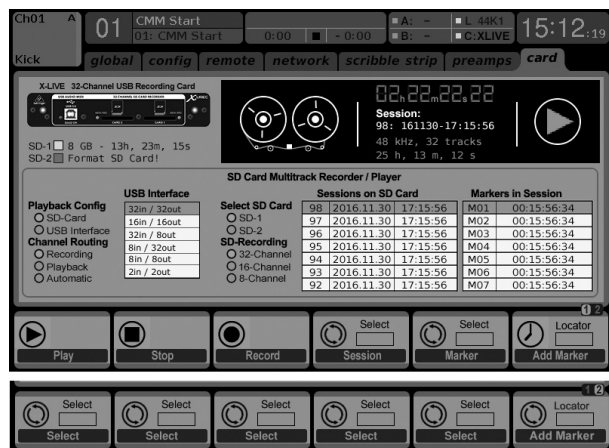 Ch01 A
01
CMM Start
01: CMM Start
0:00
- 0:00
A: -
B: -
L 44K1
C:XLIVE
15:12:19
Kick
global
config
remote
network
scribble strip
preamps
card
X-LIVE 32-Channel USB Recording Card
SD-1 8 GB - 13h, 23m, 15s
SD-2 Format SD Card!
02h 22m 22s 22
Session:
98: 161130-17:15:56
48 kHz, 32 tracks
25 h, 13 m, 12 s
SD Card Multitrack Recorder / Player
Playback Config
SD-Card
USB Interface
Channel Routing
Recording
Playback
Automatic
USB Interface
32in / 32out
16in / 16out
32in / 8out
8in / 32out
8in / 8out
2in / 2out
Select SD Card
SD-1
SD-2
SD-Recording
32-Channel
16-Channel
8-Channel
Sessions on SD Card
98 2016.11.30 17:15:56
97 2016.11.30 17:15:56
96 2016.11.30 17:15:56
95 2016.11.30 17:15:56
94 2016.11.30 17:15:56
93 2016.11.30 17:15:56
92 2016.11.30 17:15:56
Markers in Session
M01 00:15:56:34
M02 00:15:56:34
M03 00:15:56:34
M04 00:15:56:34
M05 00:15:56:34
M06 00:15:56:34
M07 00:15:56:34
1 2
Play
Stop
Record
Select
Session
Select
Marker
Locator
Add Marker
1 2
Select
Select
Select
Select
Select
Select
Select
Select
Select
Select
Locator
Add Marker